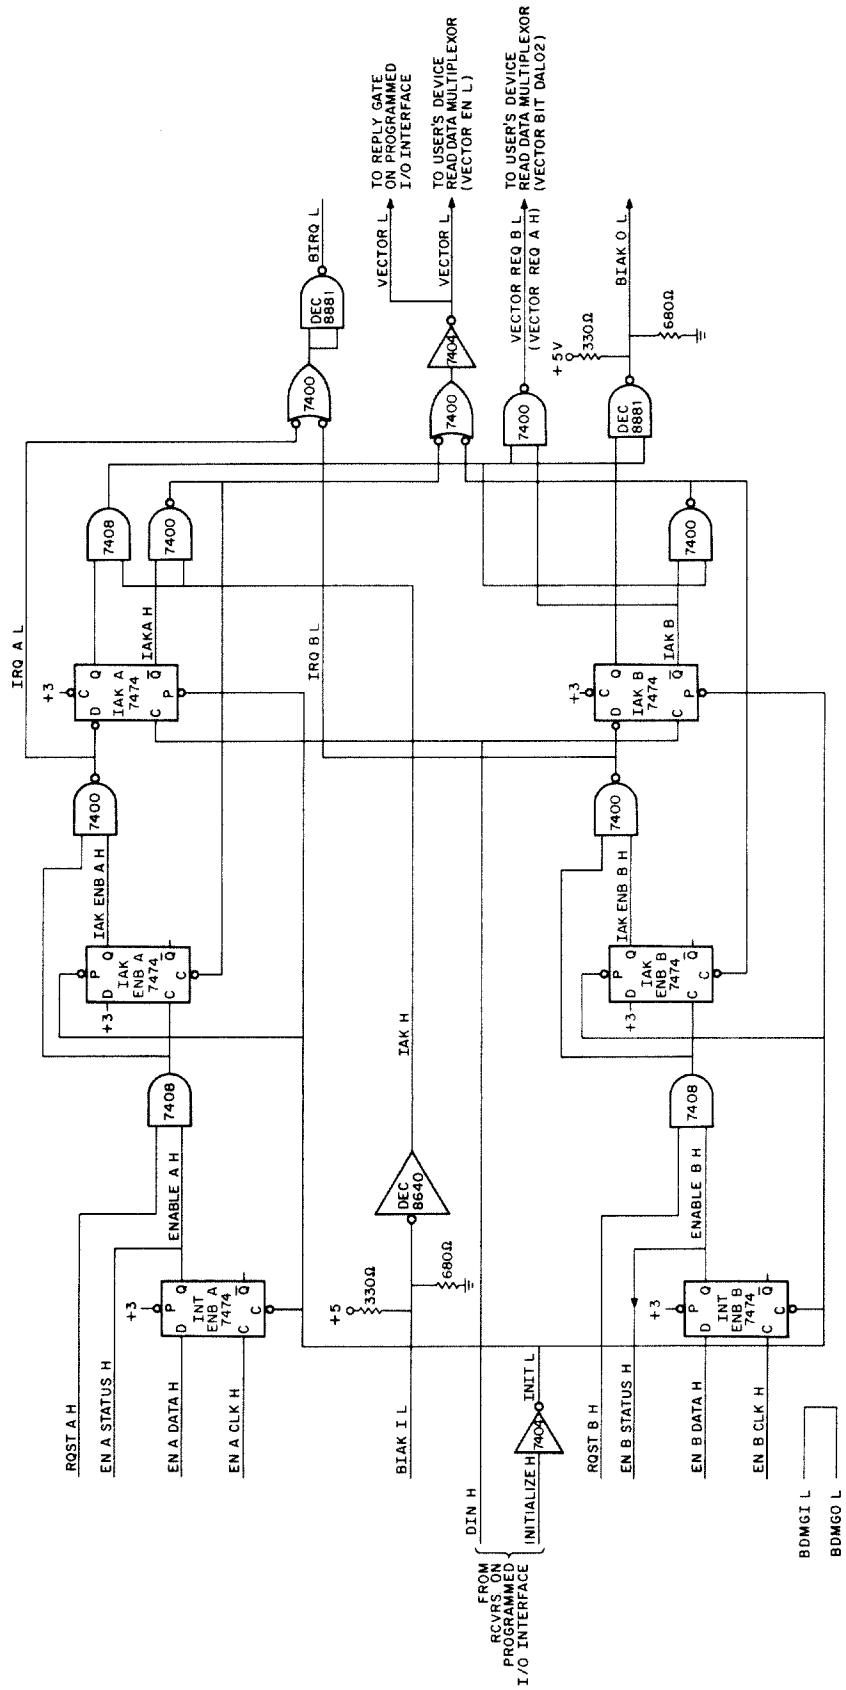 RQST A H
EN A STATUS H
EN A DATA H
EN A CLK H
+3
P
D Q
INT
ENB A
7474
C Q̅
C
ENABLE A H
7408
+3
P
D Q
IAK
ENB A
7474
C Q̅
C
IAK ENB A H
7400
IRQ A L
+3
C
D Q
IAK A
7474
C Q̅
P
IAKA H
7408
7400
IRQ B L
7400
DEC
8881
BIRQ L
BIAK I L
+5
330Ω
680Ω
DEC
8640
IAK H
7400
7404
VECTOR L
TO REPLY GATE
ON PROGRAMMED
I/O INTERFACE
VECTOR L
TO USER'S DEVICE
READ DATA MULTIPLEXOR
(VECTOR EN L)
FROM
RCVRS. ON
PROGRAMMED
I/O INTERFACE
DIN H
INITIALIZE H
7404
INIT L
7400
VECTOR REQ B L
(VECTOR REQ A H)
TO USER'S DEVICE
READ DATA MULTIPLEXOR
(VECTOR BIT DAL02)
RQST B H
EN B STATUS H
EN B DATA H
EN B CLK H
+3
P
D Q
INT
ENB B
7474
C Q̅
C
ENABLE B H
7408
+3
P
D Q
IAK
ENB B
7474
C Q̅
C
IAK ENB B H
7400
+3
C
D Q
IAK B
7474
C Q̅
P
IAK B
7400
DEC
8881
+5V
330Ω
680Ω
BIAK O L
BDMGI L
BDMGO L